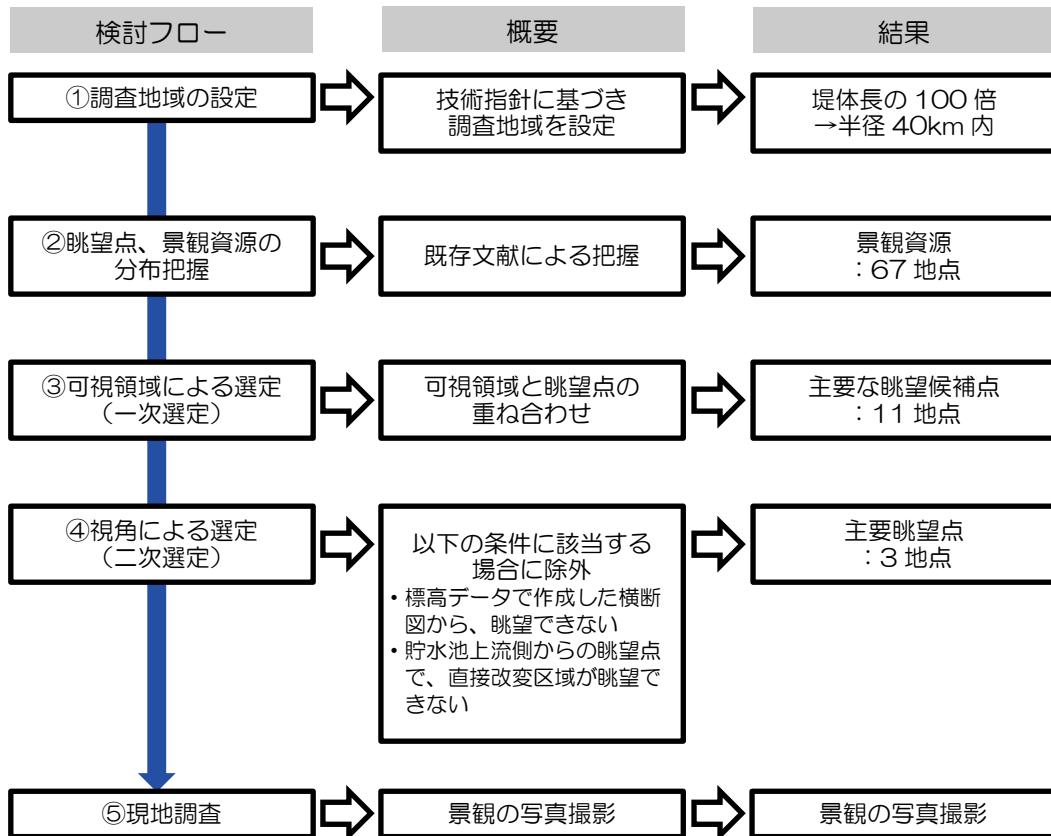 検討フロー
概要
結果
①調査地域の設定
技術指針に基づき
調査地域を設定
堤体長の 100 倍
→半径 40km 内
②眺望点、景観資源の
分布把握
既存文献による把握
景観資源
：67 地点
③可視領域による選定
（一次選定）
可視領域と眺望点の
重ね合わせ
主要な眺望候補点
：11 地点
④視角による選定
（二次選定）
以下の条件に該当する
場合に除外
・標高データで作成した横断
図から、眺望できない
・貯水池上流側からの眺望点
で、直接改変区域が眺望で
きない
主要眺望点
：3 地点
⑤現地調査
景観の写真撮影
景観の写真撮影